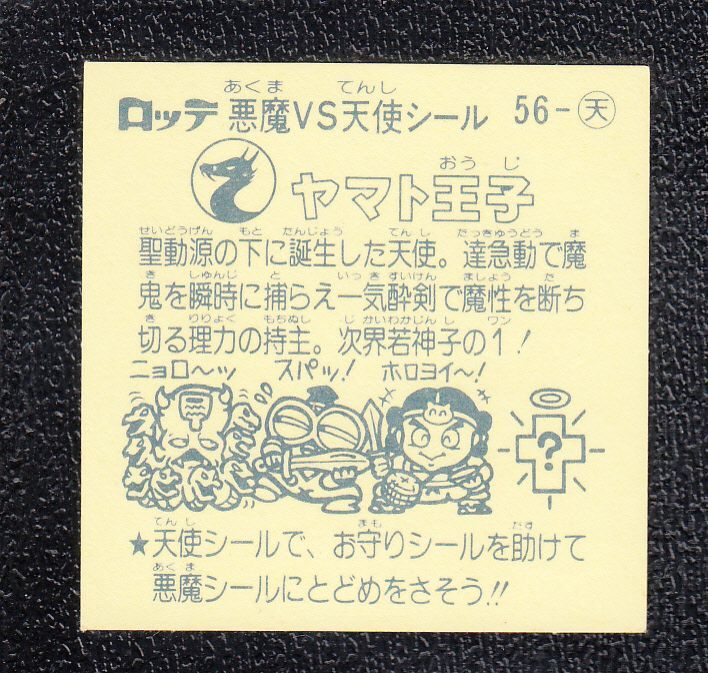 ロッテ 悪魔VS天使シール 56-天
あくま てんし
おうじ
ヤマト王子
せいどうげん もと たんじょう てんし たっきゅうどう ま
聖動源の下に誕生した天使。達急動で魔
き しゅんじ と いっきすいけん ましょう た
鬼を瞬時に捕らえ一気酔剣で魔性を断ち
き りりょく もちぬし じかいわかじんし ワン
切る理力の持主。次界若神子の1!
ニョロ〜ッ スパッ! ホロヨイ〜!
?
てんし まも たす
★天使シールで、お守りシールを助けて
あくま
悪魔シールにとどめをさそう!!